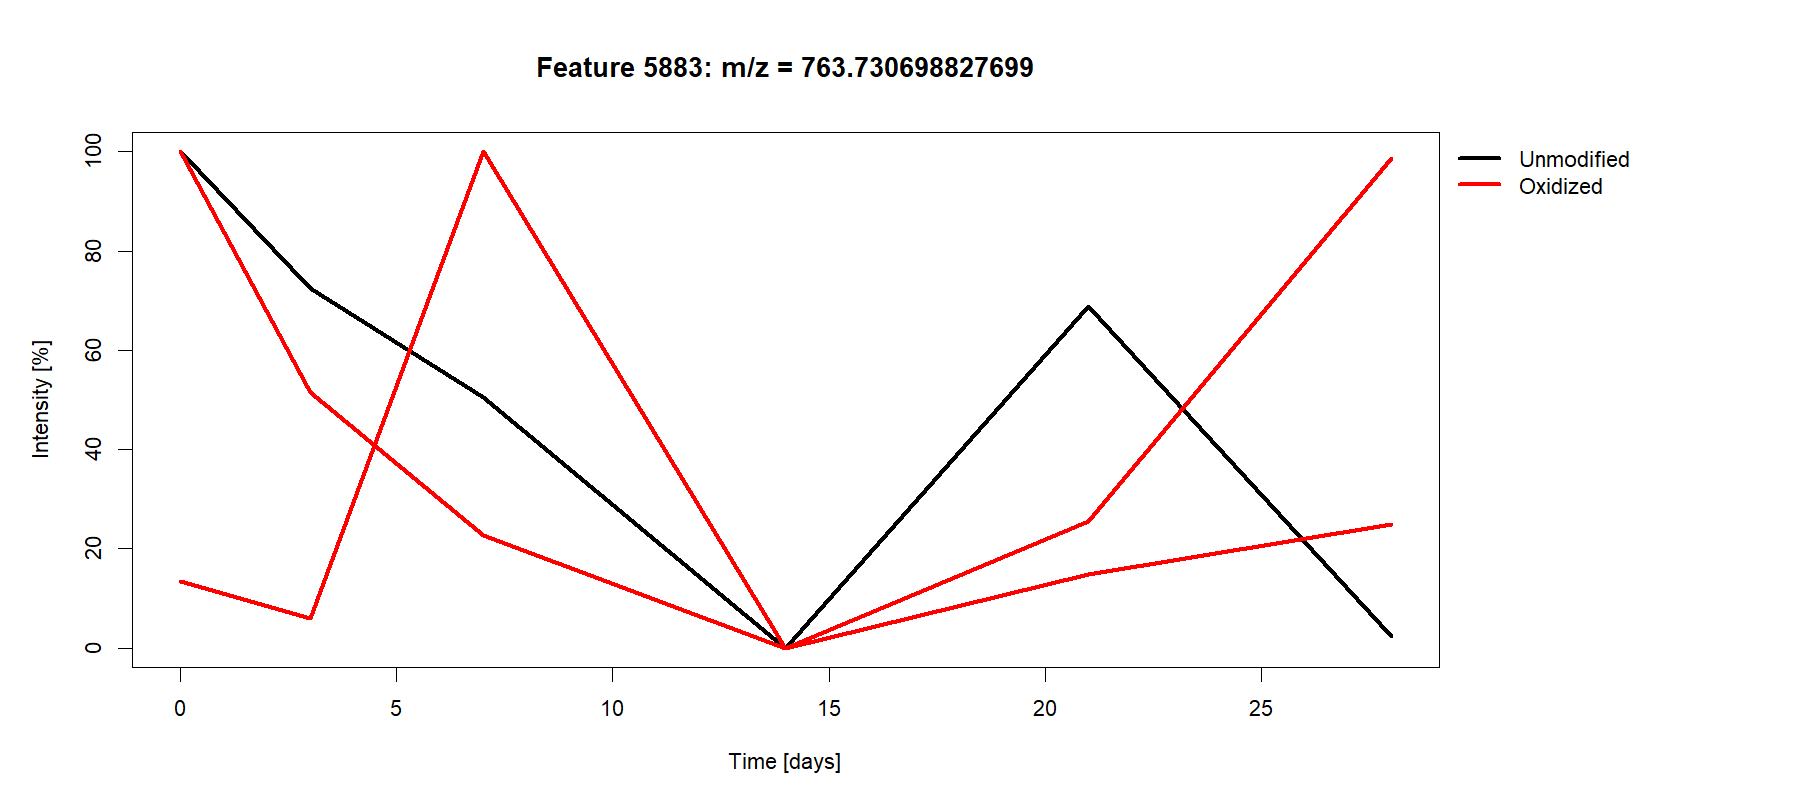 Feature 5883: m/z = 763.730698827699
Unmodified
Oxidized
Intensity [%]
100
80
60
40
20
0
0 5 10 15 20 25
Time [days]